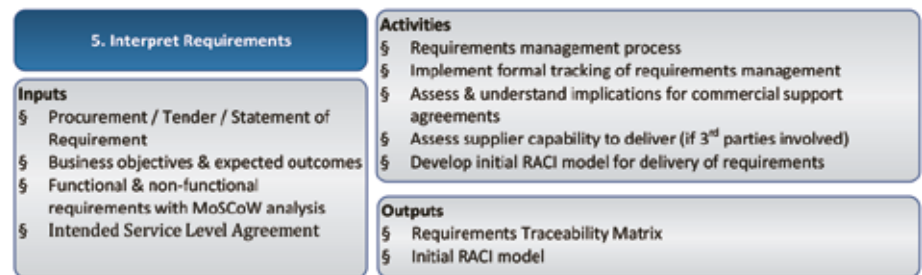 5. Interpret Requirements
Inputs
§ Procurement / Tender / Statement of
Requirement
§ Business objectives & expected outcomes
§ Functional & non-functional
requirements with MoSCoW analysis
§ Intended Service Level Agreement
Activities
§ Requirements management process
§ Implement formal tracking of requirements management
§ Assess & understand implications for commercial support
agreements
§ Assess supplier capability to deliver (if 3rd parties involved)
§ Develop initial RACI model for delivery of requirements
Outputs
§ Requirements Traceability Matrix
§ Initial RACI model